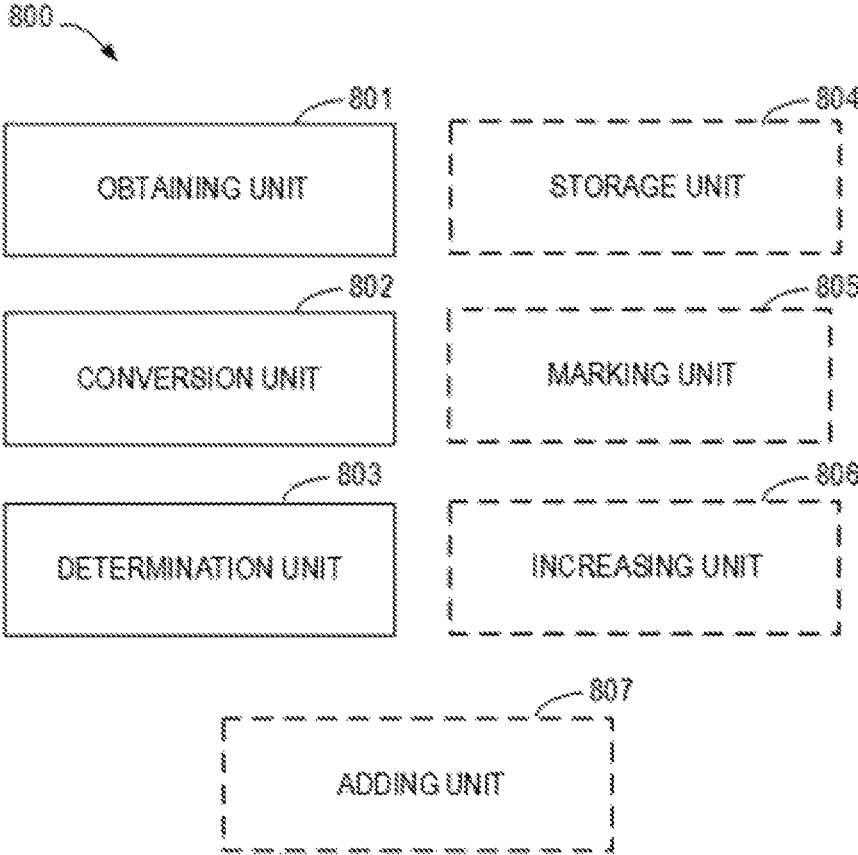 800
801
OBTAINING UNIT
804
STORAGE UNIT
802
CONVERSION UNIT
805
MARKING UNIT
803
DETERMINATION UNIT
806
INCREASING UNIT
807
ADDING UNIT